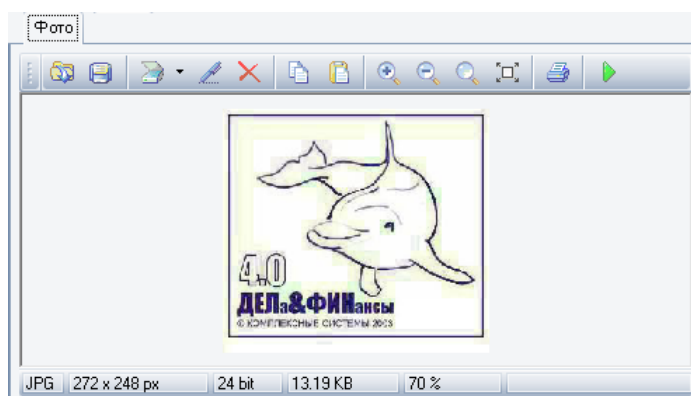 Фото
4.0
ДЕЛа&ФИНансы
© КОМПЛЕКСНЫЕ СИСТЕМЫ 2003
JPG 272 x 248 px 24 bit 13.19 KB 70 %